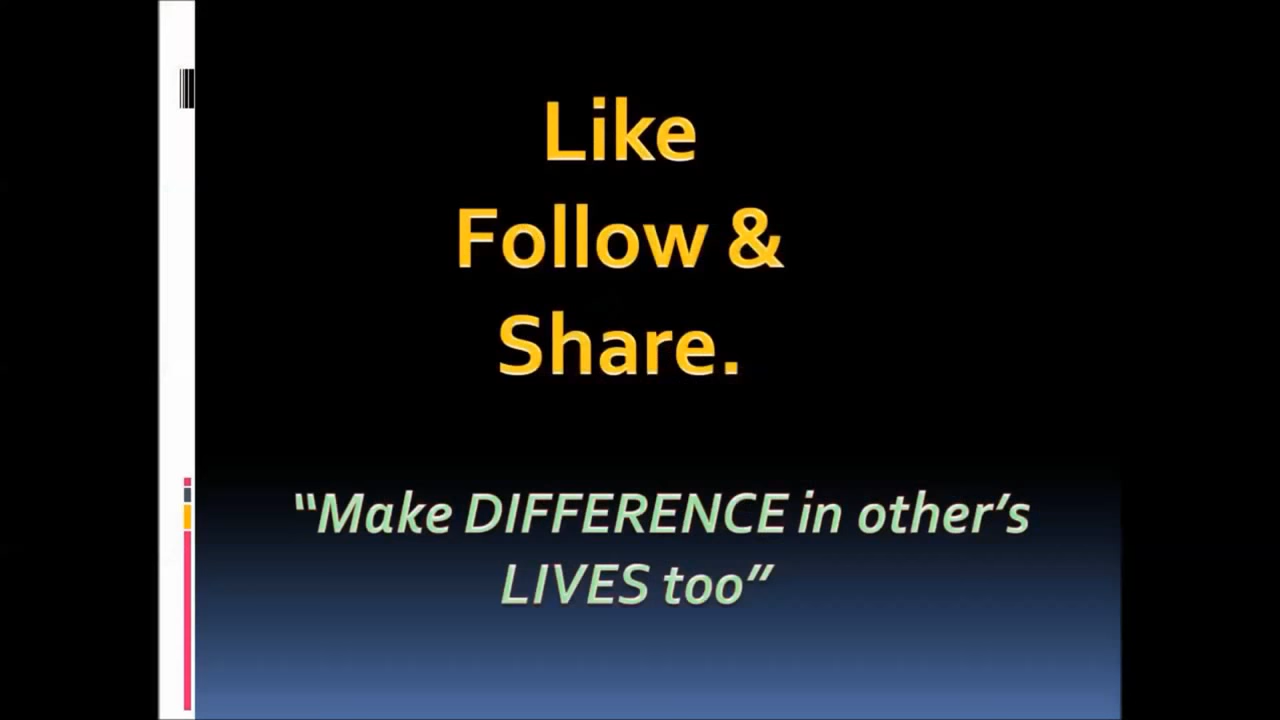 Like
Follow &
Share.
“Make DIFFERENCE in other’s
LIVES too”